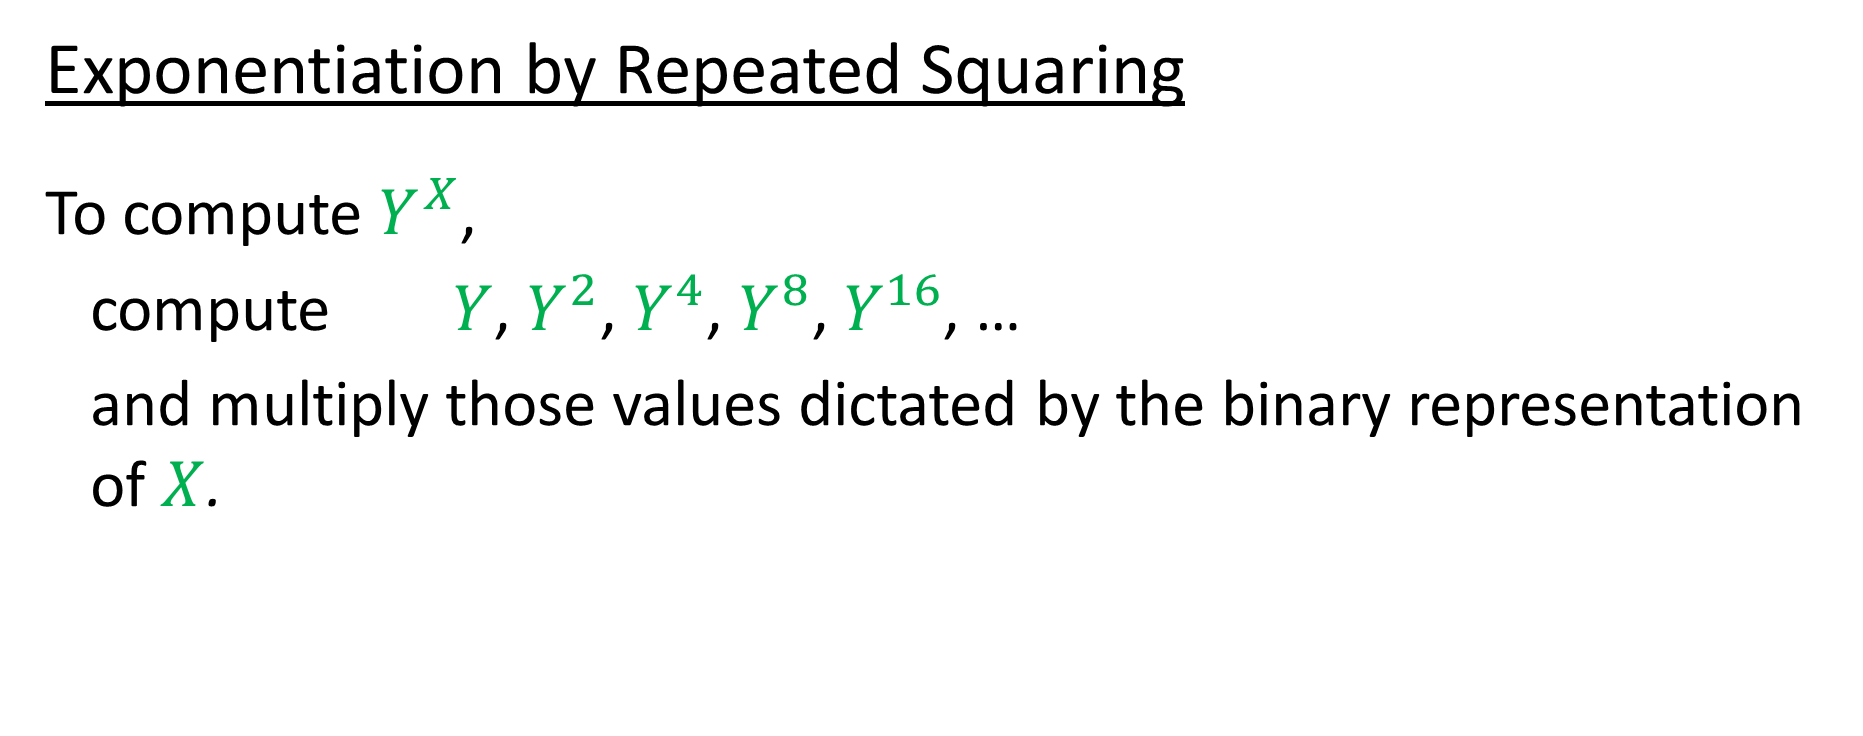 Exponentiation by Repeated Squaring
To compute Y^X,
compute Y, Y^2, Y^4, Y^8, Y^16, …
and multiply those values dictated by the binary representation
of X.